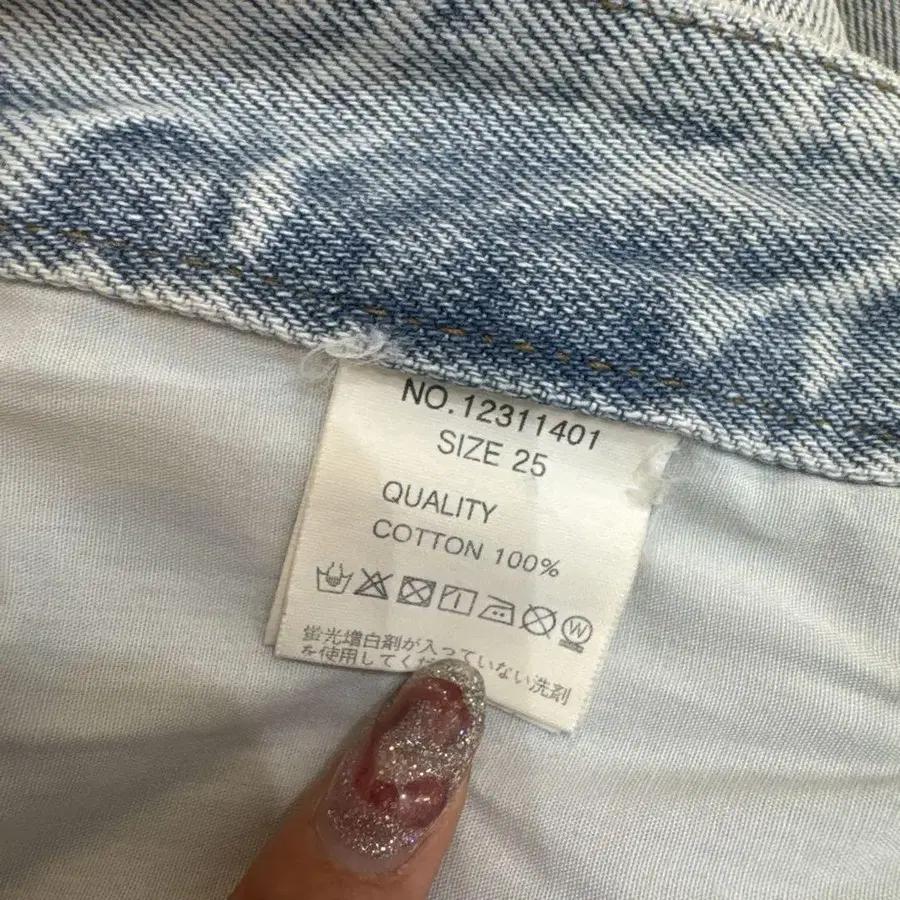 NO.12311401
SIZE 25
QUALITY
COTTON 100%
W
蛍光増白剤が入っていない洗剤
を使用してくだ